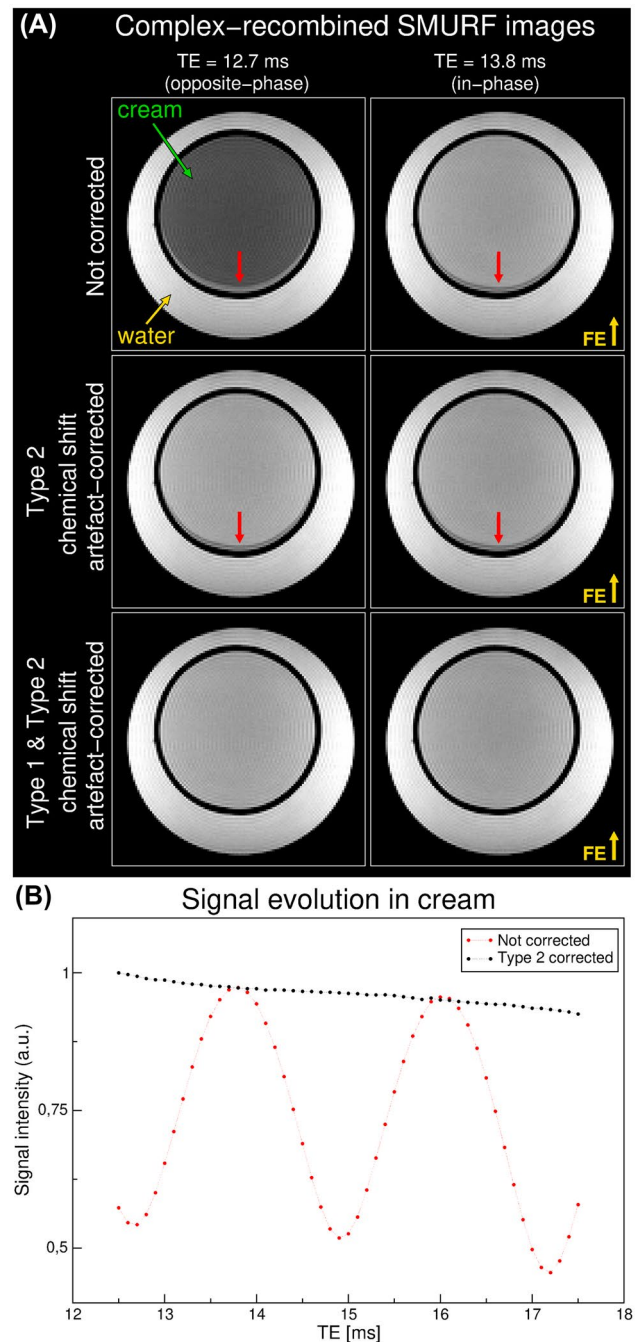 (A) Complex-recombined SMURF images
TE = 12.7 ms
(opposite-phase)
TE = 13.8 ms
(in-phase)
Not corrected
cream
water
FE
Type 2
chemical shift
artefact-corrected
FE
Type 1 & Type 2
chemical shift
artefact-corrected
FE
(B) Signal evolution in cream
Not corrected
Type 2 corrected
Signal intensity (a.u.)
1
0,75
0,5
12 13 14 15 16 17 18
TE [ms]